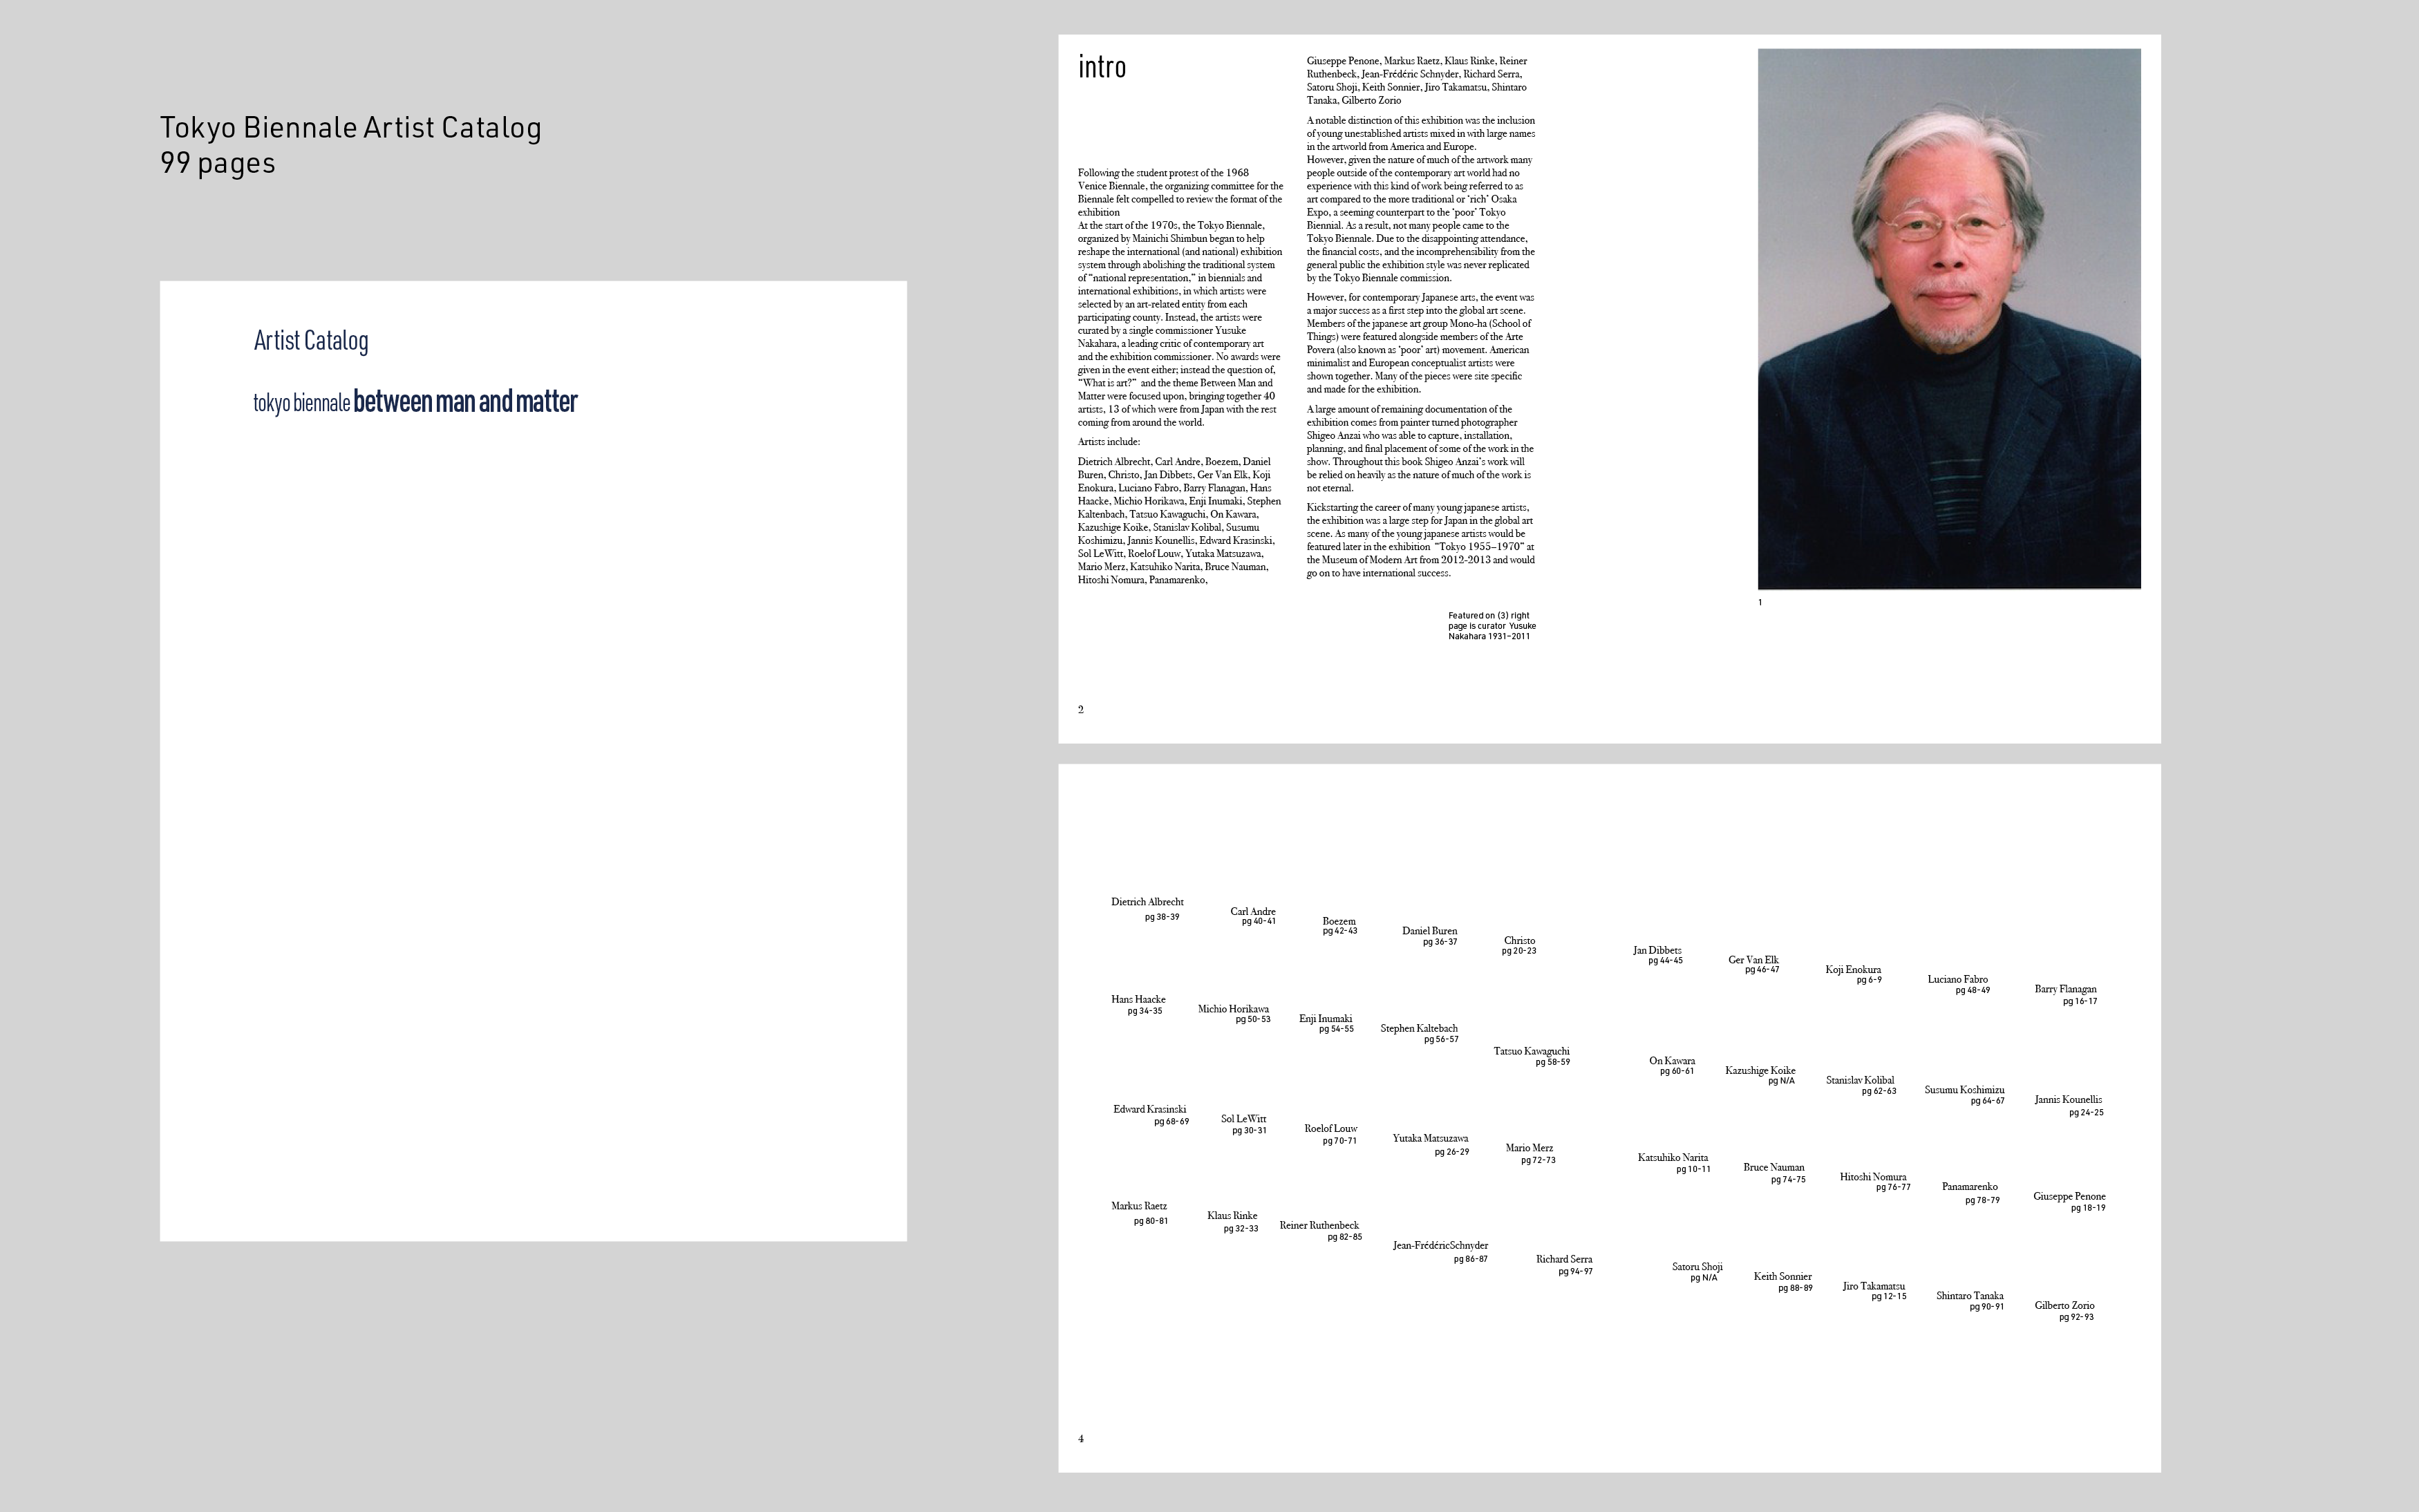 Tokyo Biennale Artist Catalog
99 pages
Artist Catalog
tokyo biennale between man and matter
intro
Following the student protest of the 1968
Venice Biennale, the organizing committee for the
Biennale felt compelled to review the format of the
exhibition
At the start of the 1970s, the Tokyo Biennale,
organized by Mainichi Shimbun began to help
reshape the international (and national) exhibition
system through abolishing the traditional system
of “national representation,” in biennials and
international exhibitions, in which artists were
selected by an art-related entity from each
participating county. Instead, the artists were
curated by a single commissioner Yusuke
Nakahara, a leading critic of contemporary art
and the exhibition commissioner. No awards were
given in the event either; instead the question of,
“What is art?”  and the theme Between Man and
Matter were focused upon, bringing together 40
artists, 13 of which were from Japan with the rest
coming from around the world.
Artists include:
Dietrich Albrecht, Carl Andre, Boezem, Daniel
Buren, Christo, Jan Dibbets, Ger Van Elk, Koji
Enokura, Luciano Fabro, Barry Flanagan, Hans
Haacke, Michio Horikawa, Enji Inumaki, Stephen
Kaltenbach, Tatsuo Kawaguchi, On Kawara,
Kazushige Koike, Stanislav Kolibal, Susumu
Koshimizu, Jannis Kounellis, Edward Krasinski,
Sol LeWitt, Roelof Louw, Yutaka Matsuzawa,
Mario Merz, Katsuhiko Narita, Bruce Nauman,
Hitoshi Nomura, Panamarenko,
Giuseppe Penone, Markus Raetz, Klaus Rinke, Reiner
Ruthenbeck, Jean-Frédéric Schnyder, Richard Serra,
Satoru Shoji, Keith Sonnier, Jiro Takamatsu, Shintaro
Tanaka, Gilberto Zorio
A notable distinction of this exhibition was the inclusion
of young unestablished artists mixed in with large names
in the artworld from America and Europe.
However, given the nature of much of the artwork many
people outside of the contemporary art world had no
experience with this kind of work being referred to as
art compared to the more traditional or ‘rich’ Osaka
Expo, a seeming counterpart to the ‘poor’ Tokyo
Biennial. As a result, not many people came to the
Tokyo Biennale. Due to the disappointing attendance,
the financial costs, and the incomprehensibility from the
general public the exhibition style was never replicated
by the Tokyo Biennale commission.
However, for contemporary Japanese arts, the event was
a major success as a first step into the global art scene.
Members of the japanese art group Mono-ha (School of
Things) were featured alongside members of the Arte
Povera (also known as ‘poor’ art) movement. American
minimalist and European conceptualist artists were
shown together. Many of the pieces were site specific
and made for the exhibition.
A large amount of remaining documentation of the
exhibition comes from painter turned photographer
Shigeo Anzai who was able to capture, installation,
planning, and final placement of some of the work in the
show. Throughout this book Shigeo Anzai’s work will
be relied on heavily as the nature of much of the work is
not eternal.
Kickstarting the career of many young japanese artists,
the exhibition was a large step for Japan in the global art
scene. As many of the young japanese artists would be
featured later in the exhibition  “Tokyo 1955–1970” at
the Museum of Modern Art from 2012-2013 and would
go on to have international success.
Featured on (3) right
page is curator Yusuke
Nakahara 1931–2011
1
2
Dietrich Albrecht
pg 38-39
Carl Andre
pg 40-41
Boezem
pg 42-43
Daniel Buren
pg 36-37
Christo
pg 20-23
Jan Dibbets
pg 44-45
Ger Van Elk
pg 46-47
Koji Enokura
pg 6-9
Luciano Fabro
pg 48-49
Barry Flanagan
pg 16-17
Hans Haacke
pg 34-35
Michio Horikawa
pg 50-53
Enji Inumaki
pg 54-55
Stephen Kaltebach
pg 56-57
Tatsuo Kawaguchi
pg 58-59
On Kawara
pg 60-61
Kazushige Koike
pg N/A
Stanislav Kolibal
pg 62-63
Susumu Koshimizu
pg 64-67
Jannis Kounellis
pg 24-25
Edward Krasinski
pg 68-69
Sol LeWitt
pg 30-31
Roelof Louw
pg 70-71
Yutaka Matsuzawa
pg 26-29
Mario Merz
pg 72-73
Katsuhiko Narita
pg 10-11
Bruce Nauman
pg 74-75
Hitoshi Nomura
pg 76-77
Panamarenko
pg 78-79
Giuseppe Penone
pg 18-19
Markus Raetz
pg 80-81
Klaus Rinke
pg 32-33
Reiner Ruthenbeck
pg 82-85
Jean-FrédéricSchnyder
pg 86-87
Richard Serra
pg 94-97
Satoru Shoji
pg N/A
Keith Sonnier
pg 88-89
Jiro Takamatsu
pg 12-15
Shintaro Tanaka
pg 90-91
Gilberto Zorio
pg 92-93
4